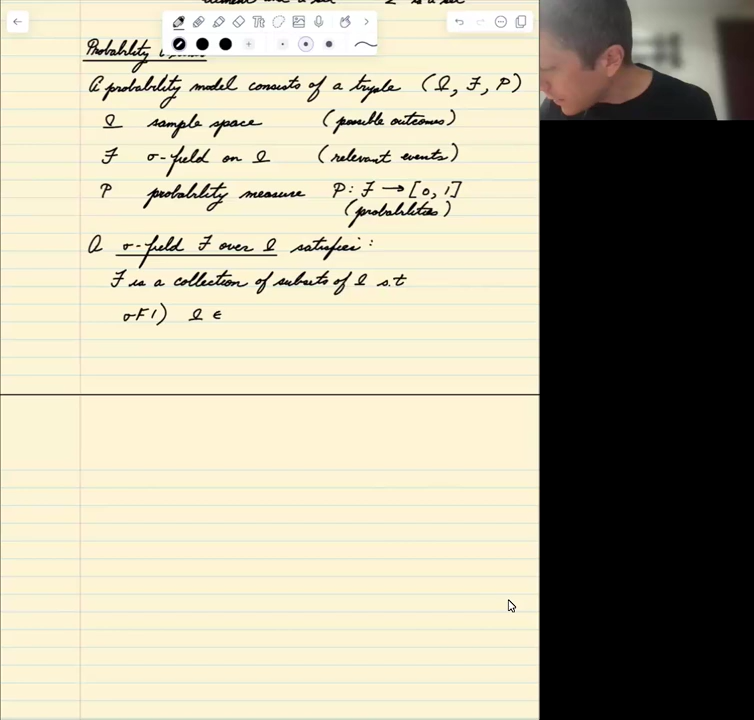 Probability
A probability model consists of a triple (Ω, F, P)
Ω sample space (possible outcomes)
F σ-field on Ω (relevant events)
P probability measure P: F → [0, 1]
(probabilities)
A σ-field F over Ω satisfies:
F is a collection of subsets of Ω s.t
σF1) Ω ∈